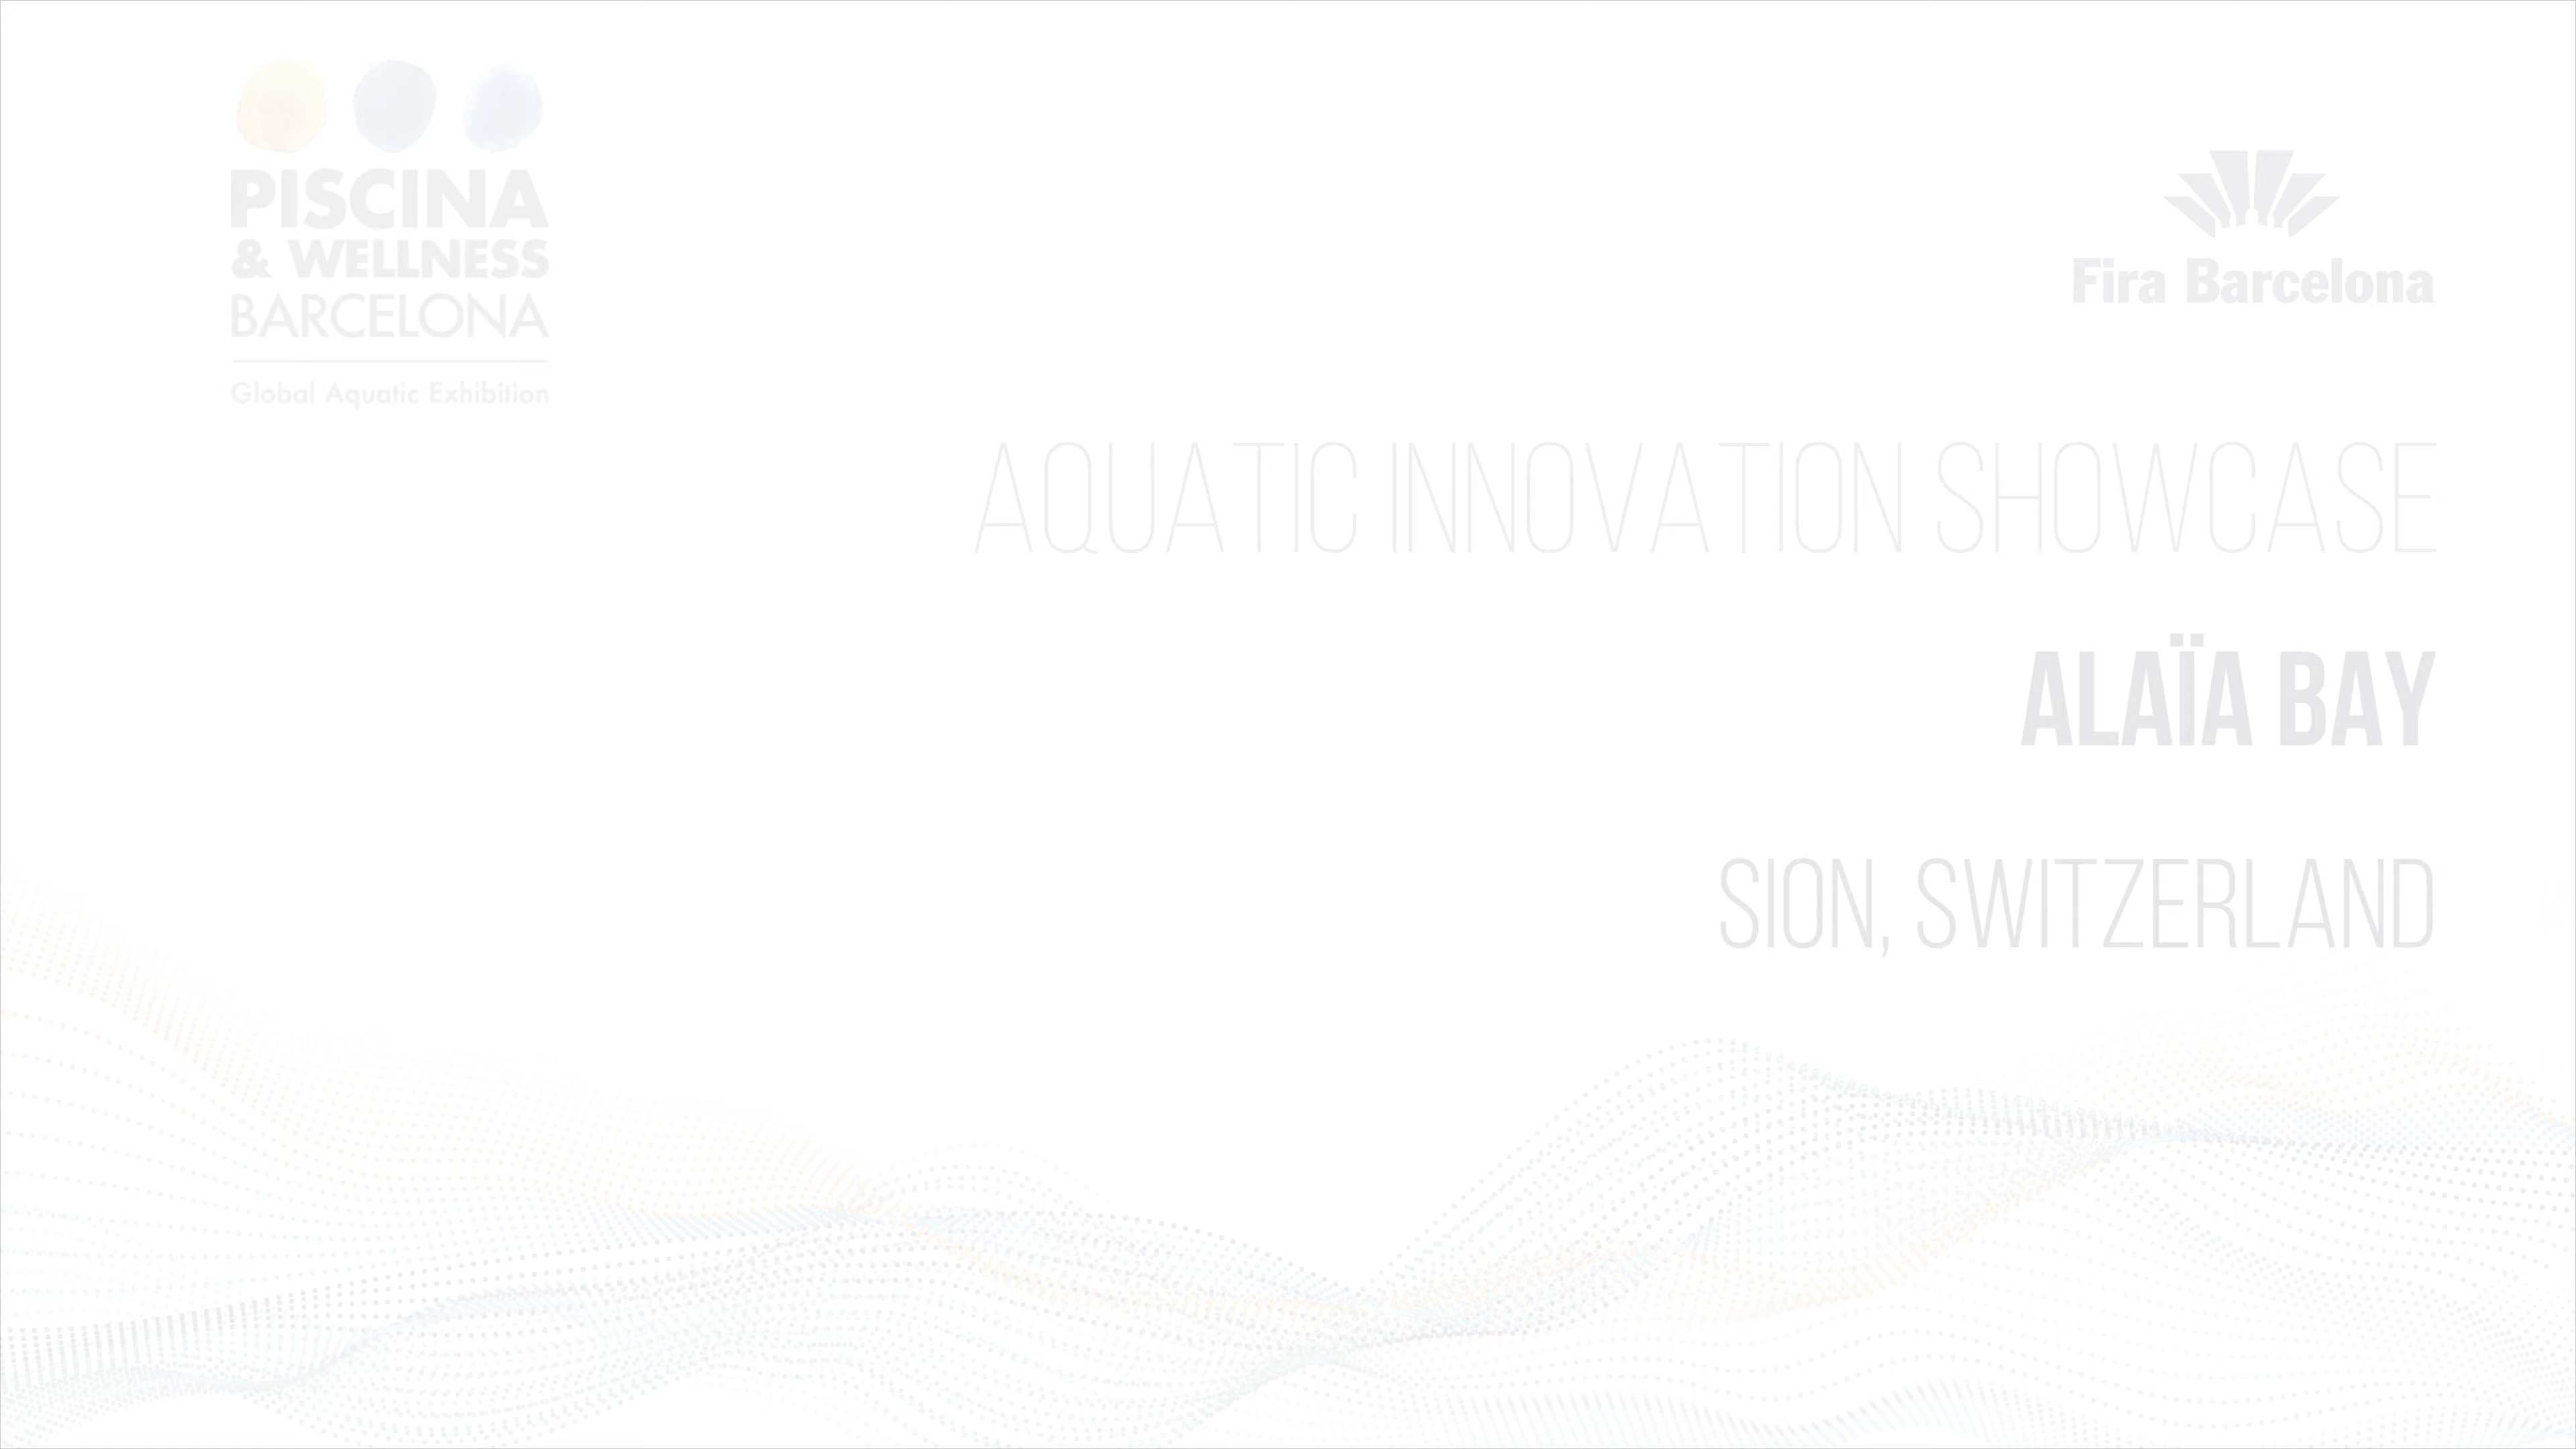 PISCINA
& WELLNESS
BARCELONA
Global Aquatic Exhibition
Fira Barcelona
AQUATIC INNOVATION SHOWCASE
ALAÏA BAY
SION, SWITZERLAND